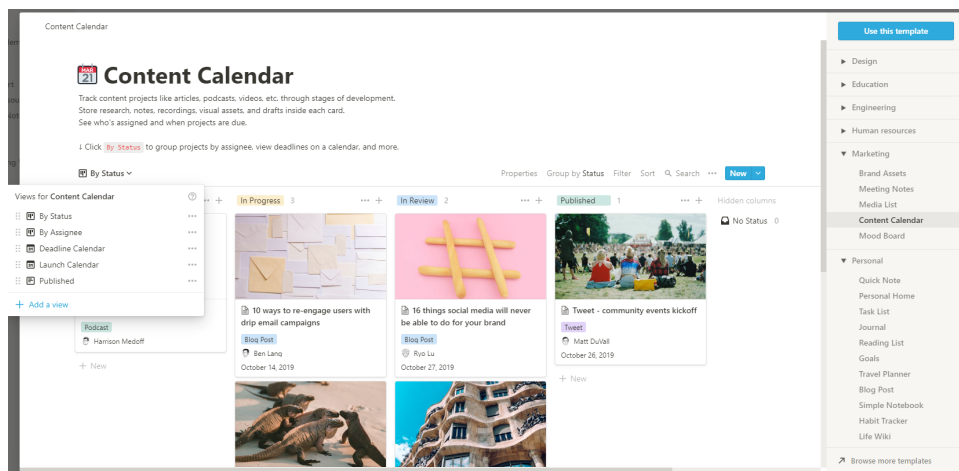 Content Calendar
MAR
21
Content Calendar
Track content projects like articles, podcasts, videos, etc. through stages of development.
Store research, notes, recordings, visual assets, and drafts inside each card.
See who's assigned and when projects are due.
↓ Click By Status to group projects by assignee, view deadlines on a calendar, and more.
By Status
Properties Group by Status Filter Sort Search ••• New
Views for Content Calendar
By Status
By Assignee
Deadline Calendar
Launch Calendar
Published
+ Add a view
Podcast
Harrison Medoff
+ New
In Progress 3
10 ways to re-engage users with
drip email campaigns
Blog Post
Ben Lang
October 14, 2019
In Review 2
16 things social media will never
be able to do for your brand
Blog Post
Ryo Lu
October 27, 2019
Published 1
Tweet - community events kickoff
Tweet
Matt DuVall
October 26, 2019
+ New
Hidden columns
No Status 0
Use this template
Design
Education
Engineering
Human resources
Marketing
Brand Assets
Meeting Notes
Media List
Content Calendar
Mood Board
Personal
Quick Note
Personal Home
Task List
Journal
Reading List
Goals
Travel Planner
Blog Post
Simple Notebook
Habit Tracker
Life Wiki
Browse more templates